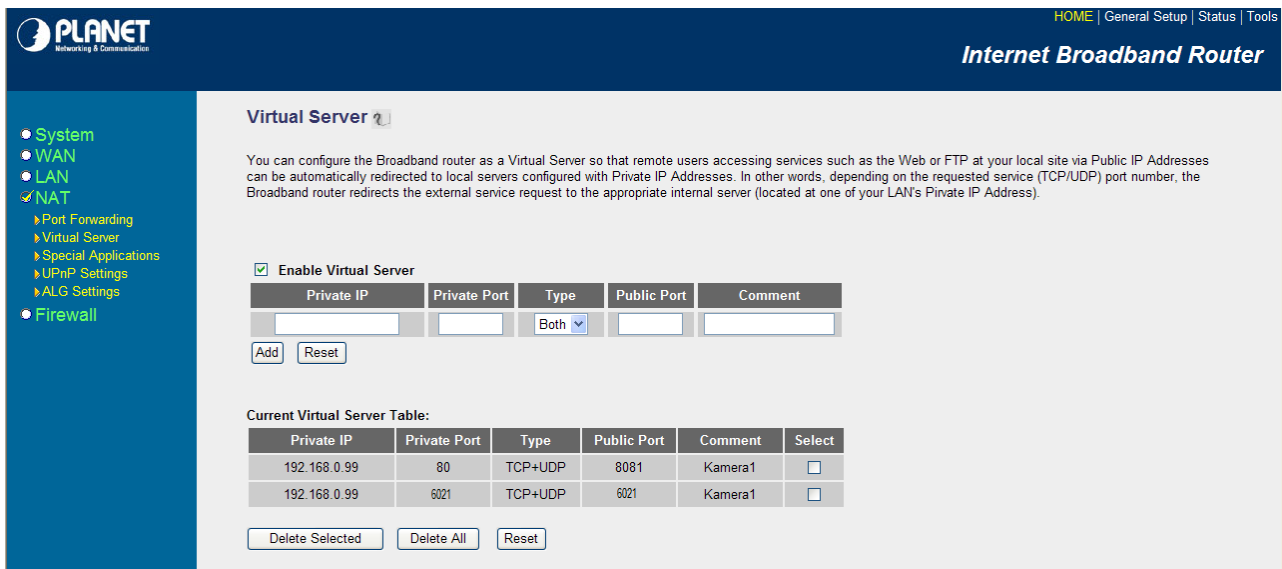 PLANET
Networking & Communication
HOME | General Setup | Status | Tools
Internet Broadband Router
System
WAN
LAN
NAT
Port Forwarding
Virtual Server
Special Applications
UPnP Settings
ALG Settings
Firewall
Virtual Server
You can configure the Broadband router as a Virtual Server so that remote users accessing services such as the Web or FTP at your local site via Public IP Addresses
can be automatically redirected to local servers configured with Private IP Addresses. In other words, depending on the requested service (TCP/UDP) port number, the
Broadband router redirects the external service request to the appropriate internal server (located at one of your LAN's Private IP Address).
Enable Virtual Server
Private IP Private Port Type Public Port Comment
Both
Add Reset
Current Virtual Server Table:
Private IP Private Port Type Public Port Comment Select
192.168.0.99 80 TCP+UDP 8081 Kamera1
192.168.0.99 6021 TCP+UDP 6021 Kamera1
Delete Selected Delete All Reset